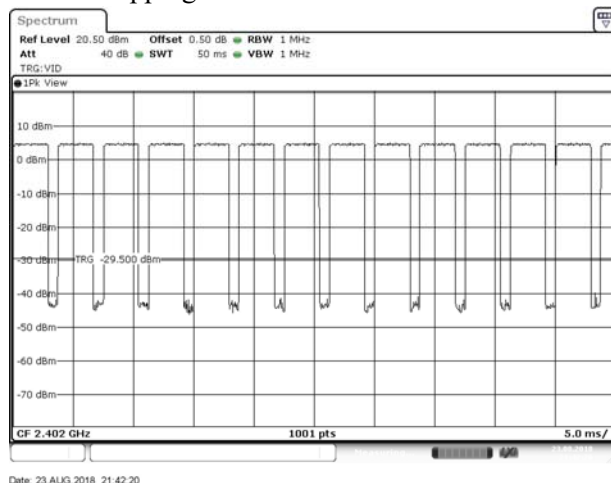 Spectrum
Ref Level 20.50 dBm Offset 0.50 dB RBW 1 MHz
Att 40 dB SWT 50 ms VBW 1 MHz
TRG:VID
1Pk View
10 dBm
0 dBm
-10 dBm
-20 dBm
-30 dBm
TRG -29.500 dBm
-40 dBm
-50 dBm
-60 dBm
-70 dBm
CF 2.402 GHz 1001 pts 5.0 ms/
Date: 23.AUG.2018 21:42:20